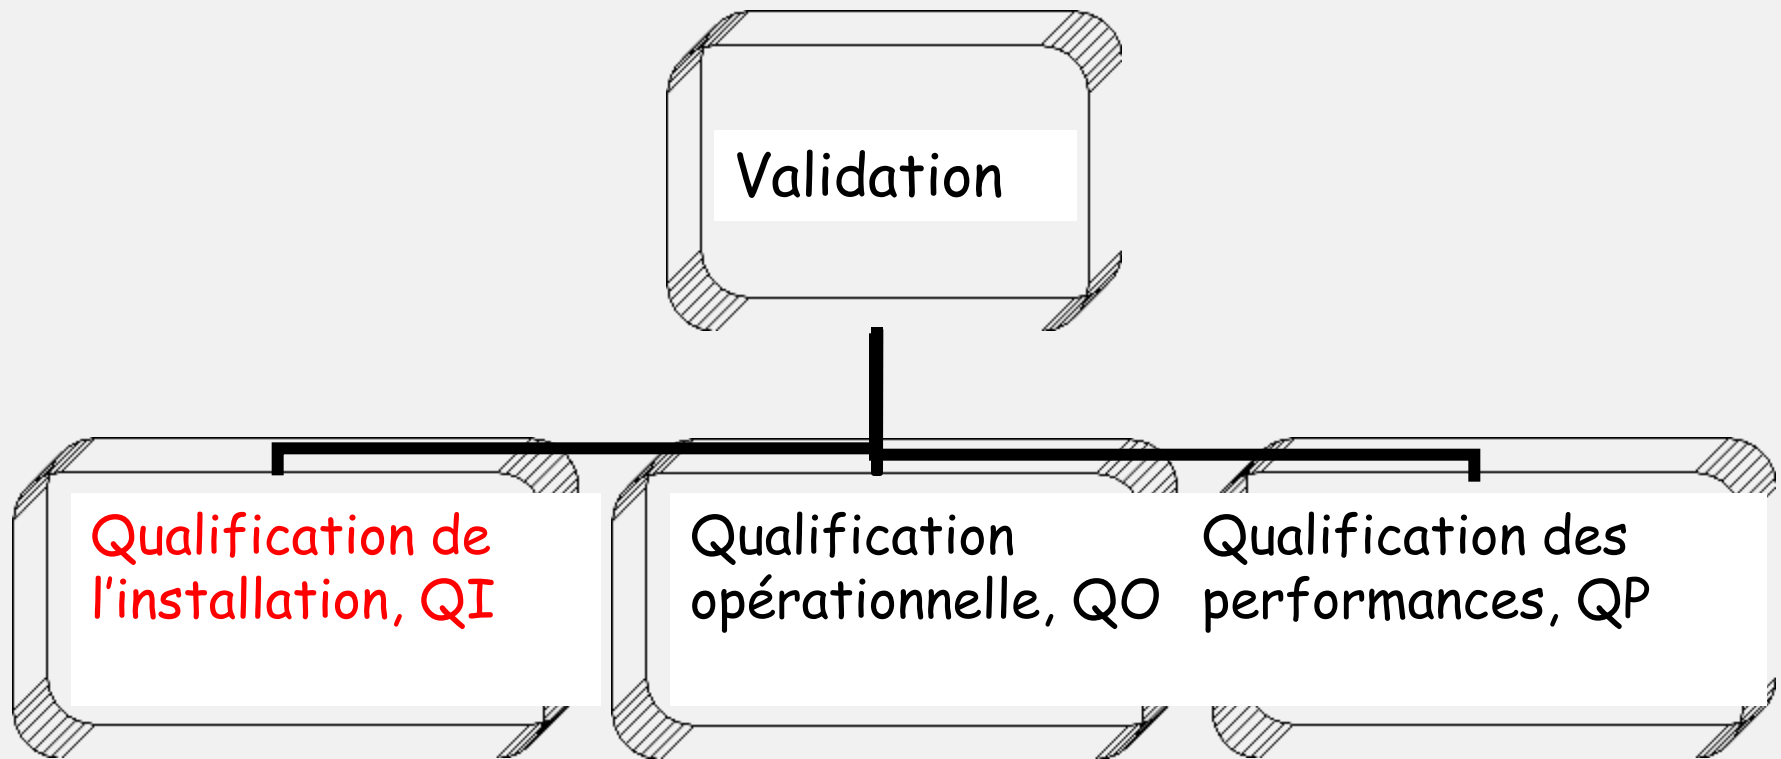 Validation
Qualification de
l'installation, QI
Qualification
opérationnelle, QO
Qualification des
performances, QP